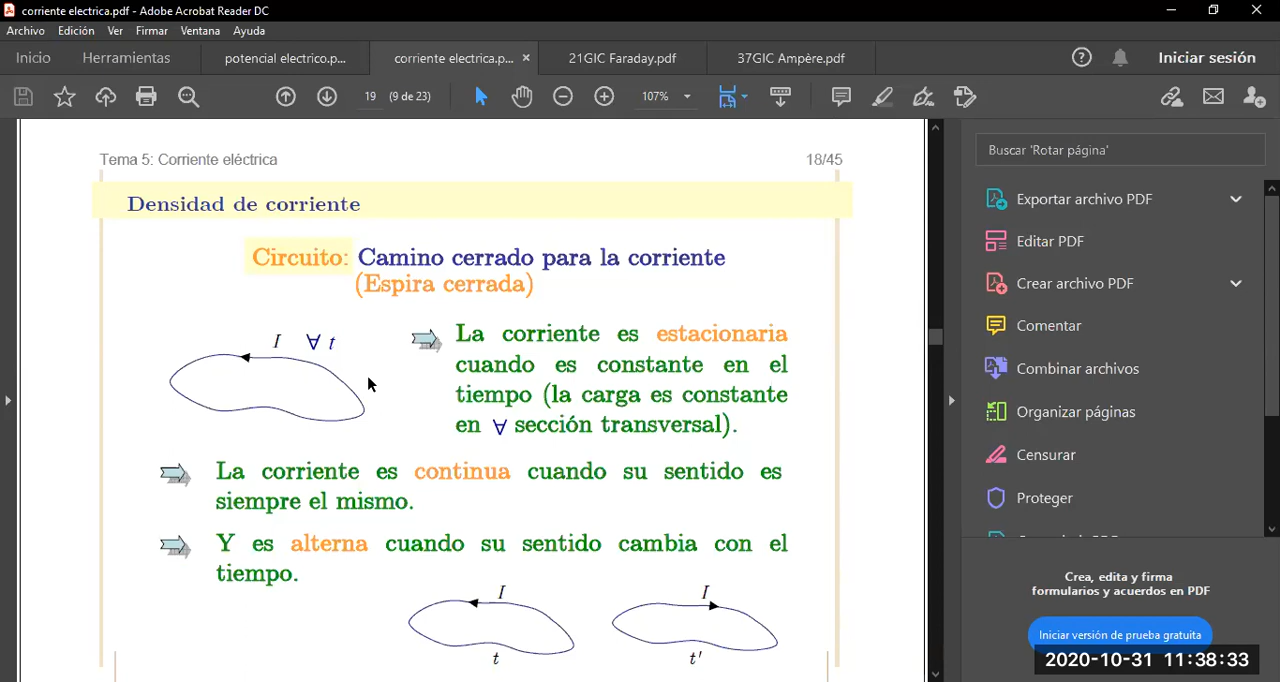 corriente electrica.pdf - Adobe Acrobat Reader DC
Archivo Edición Ver Firmar Ventana Ayuda
Inicio Herramientas potencial electrico.p... corriente electrica.p... × 21GIC Faraday.pdf 37GIC Ampère.pdf Iniciar sesión
19 (9 de 23) 107%
Tema 5: Corriente eléctrica 18/45
Densidad de corriente
Circuito: Camino cerrado para la corriente
(Espira cerrada)
I ∀ t
La corriente es estacionaria
cuando es constante en el
tiempo (la carga es constante
en ∀ sección transversal).
La corriente es continua cuando su sentido es
siempre el mismo.
Y es alterna cuando su sentido cambia con el
tiempo.
I I
t t'
Buscar 'Rotar página'
Exportar archivo PDF
Editar PDF
Crear archivo PDF
Comentar
Combinar archivos
Organizar páginas
Censurar
Proteger
Crea, edita y firma
formularios y acuerdos en PDF
Iniciar versión de prueba gratuita
2020-10-31 11:38:33